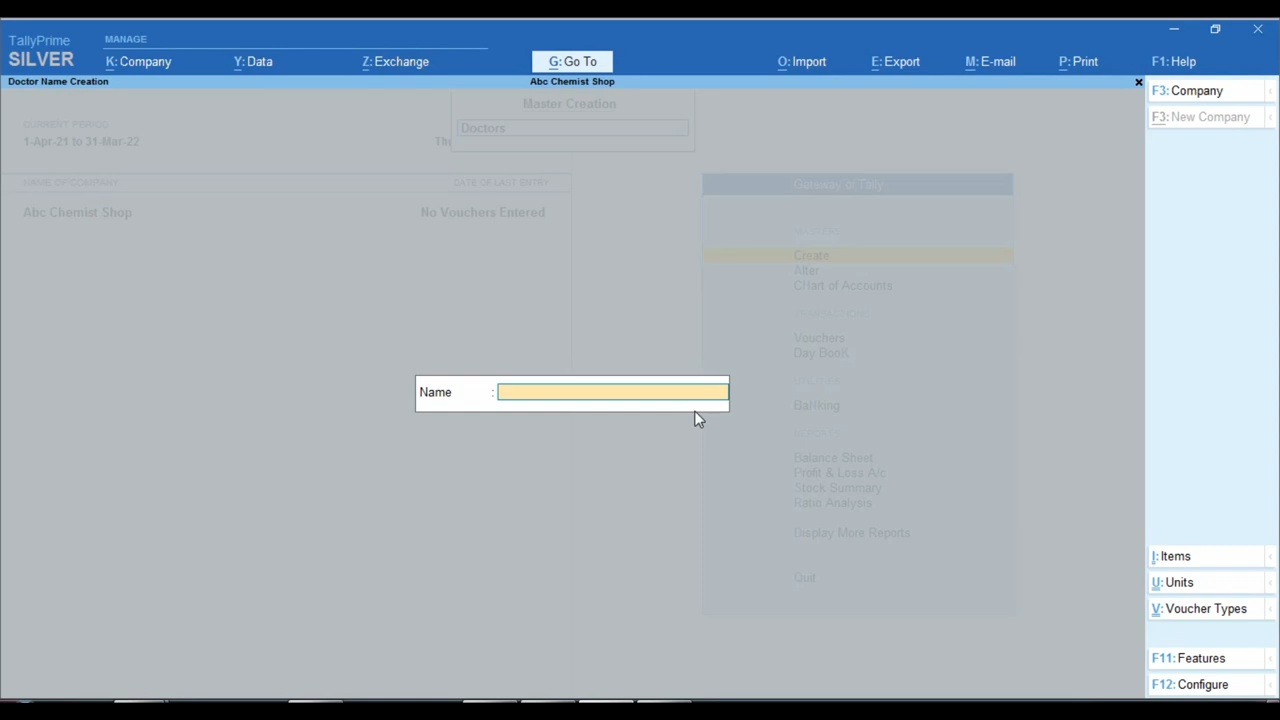 TallyPrime
SILVER
MANAGE
K: Company
Y: Data
Z: Exchange
G: Go To
O: Import
E: Export
M: E-mail
P: Print
F1: Help
Doctor Name Creation
Abc Chemist Shop
Master Creation
Doctors
CURRENT PERIOD
1-Apr-21 to 31-Mar-22
NAME OF COMPANY
DATE OF LAST ENTRY
Abc Chemist Shop
No Vouchers Entered
Gateway of Tally
MASTERS
Create
Alter
CHart of Accounts
TRANSACTIONS
Vouchers
Day BooK
UTILITIES
BaNking
REPORTS
Balance Sheet
Profit & Loss A/c
Stock Summary
Ratio Analysis
Display More Reports
Quit
Name :
F3: Company
F3: New Company
I: Items
U: Units
V: Voucher Types
F11: Features
F12: Configure